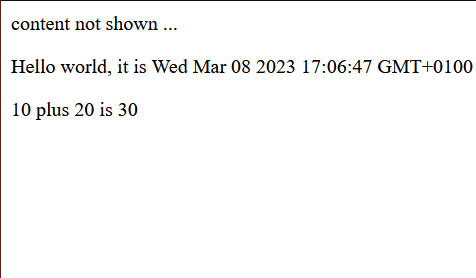 content not shown ...
Hello world, it is Wed Mar 08 2023 17:06:47 GMT+0100
10 plus 20 is 30